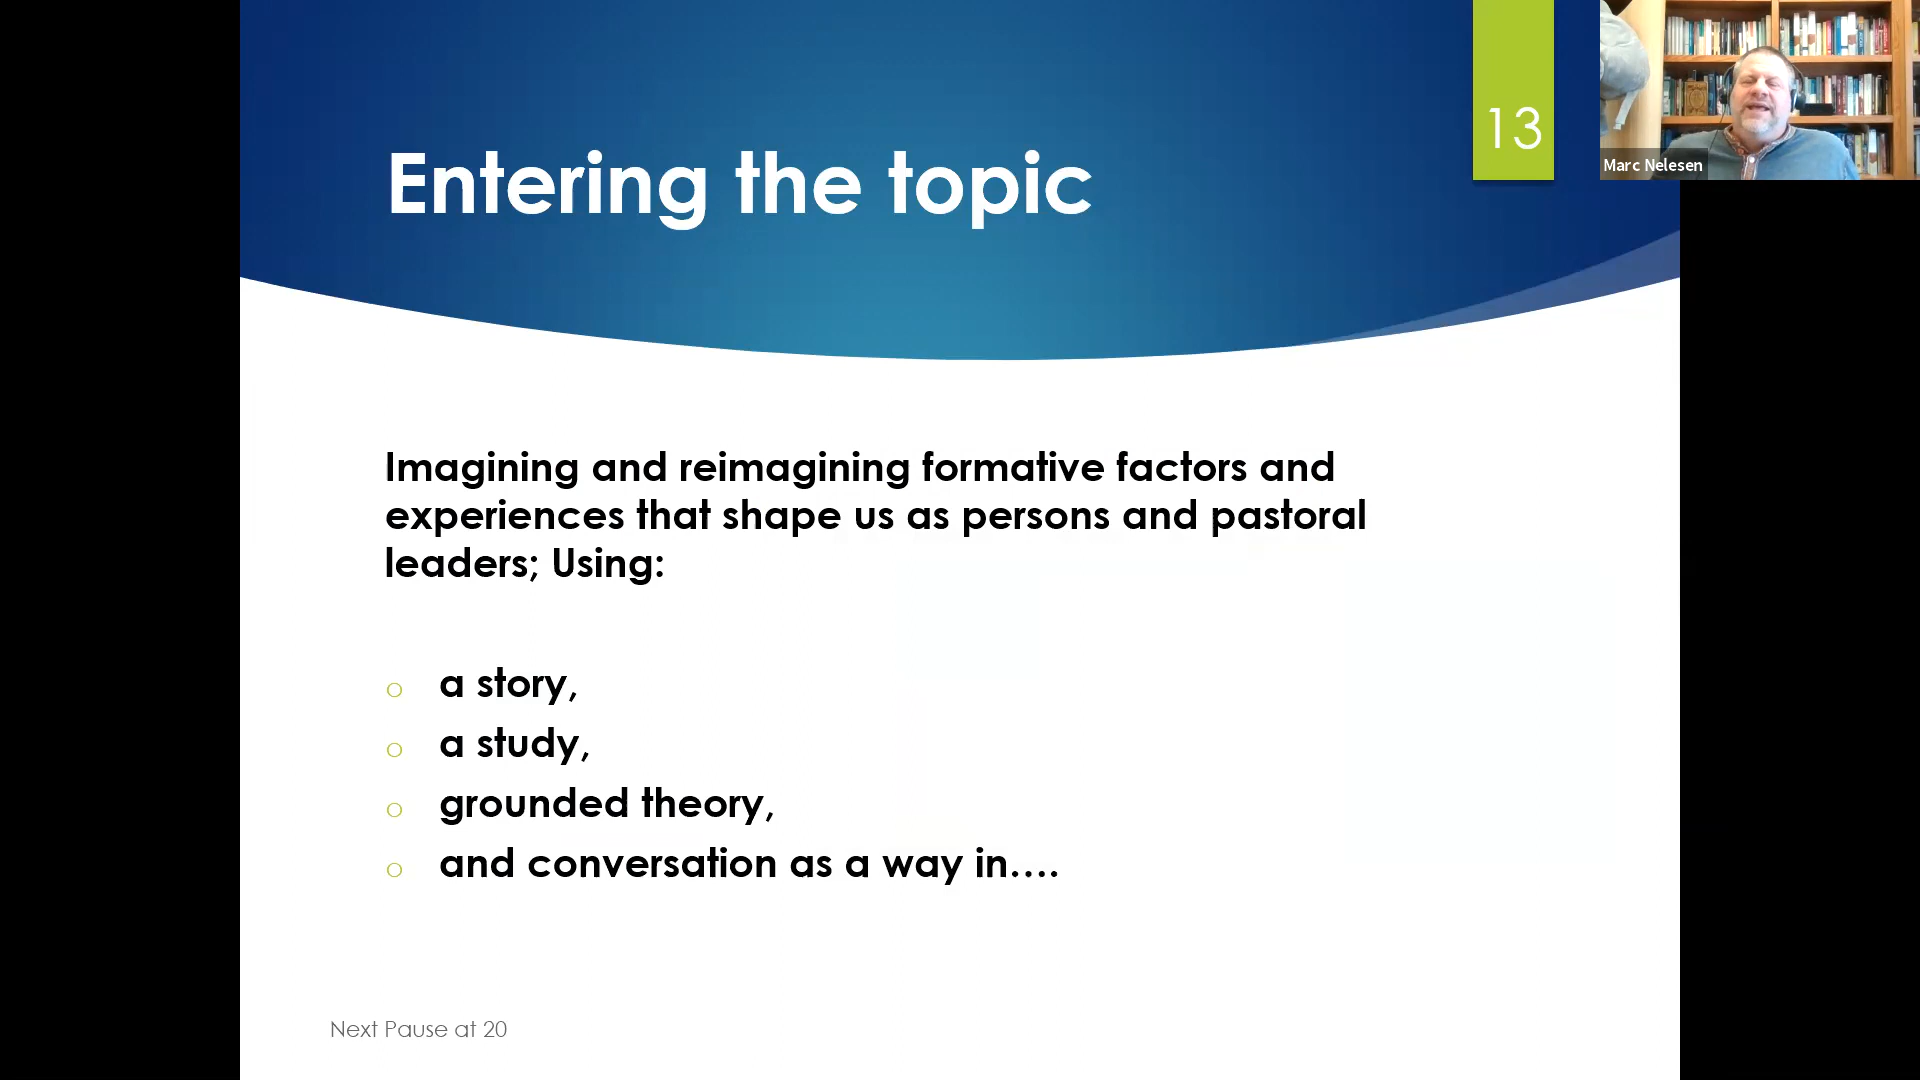 13
Marc Nelesen
Entering the topic
Imagining and reimagining formative factors and
experiences that shape us as persons and pastoral
leaders; Using:
o a story,
o a study,
o grounded theory,
o and conversation as a way in....
Next Pause at 20